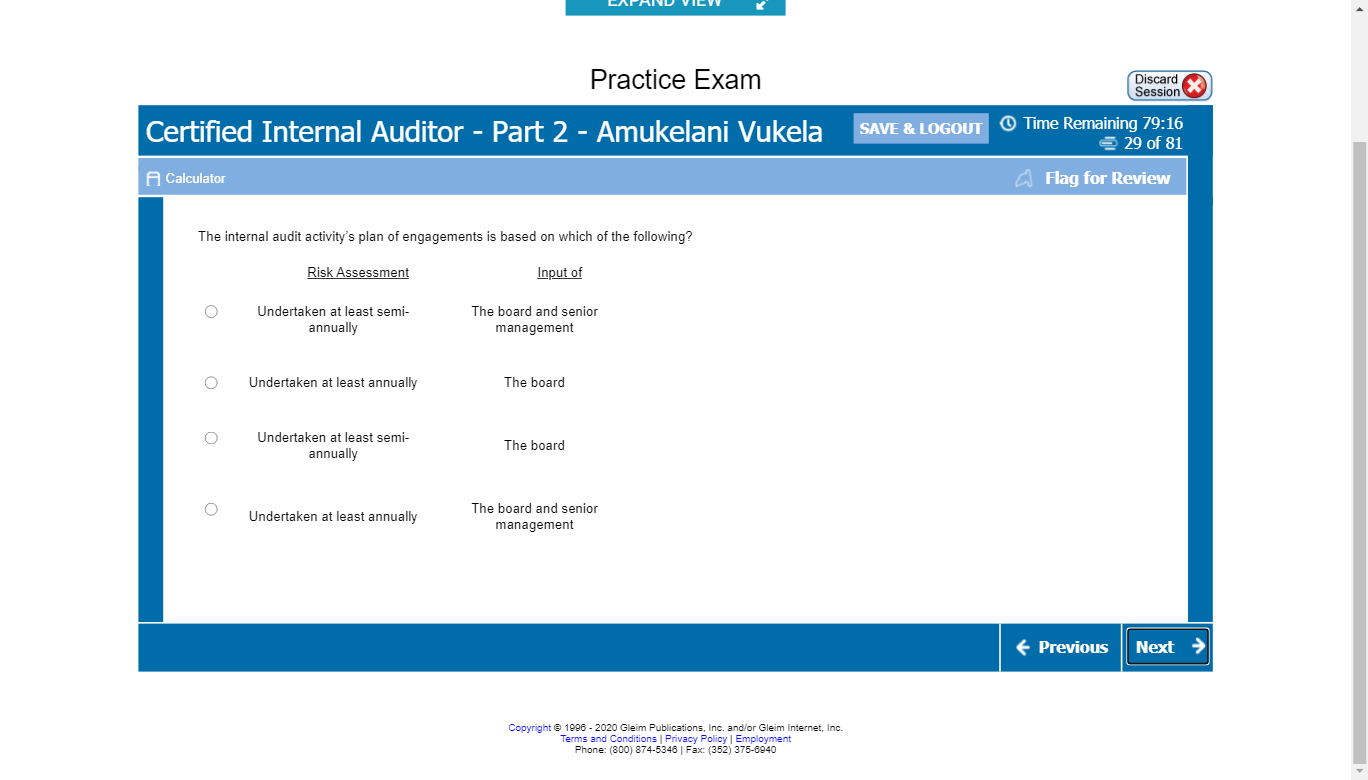 EXPAND VIEW
Practice Exam
Discard
Session
Certified Internal Auditor - Part 2 - Amukelani Vukela
SAVE & LOGOUT
Time Remaining 79:16
29 of 81
Calculator
Flag for Review
The internal audit activity's plan of engagements is based on which of the following?
Risk Assessment Input of
Undertaken at least semi-
annually
The board and senior
management
Undertaken at least annually The board
Undertaken at least semi-
annually
The board
Undertaken at least annually
The board and senior
management
Previous
Next
Copyright © 1996 - 2020 Gleim Publications, Inc. and/or Gleim Internet, Inc.
Terms and Conditions | Privacy Policy | Employment
Phone: (800) 874-5346 | Fax: (352) 375-6940